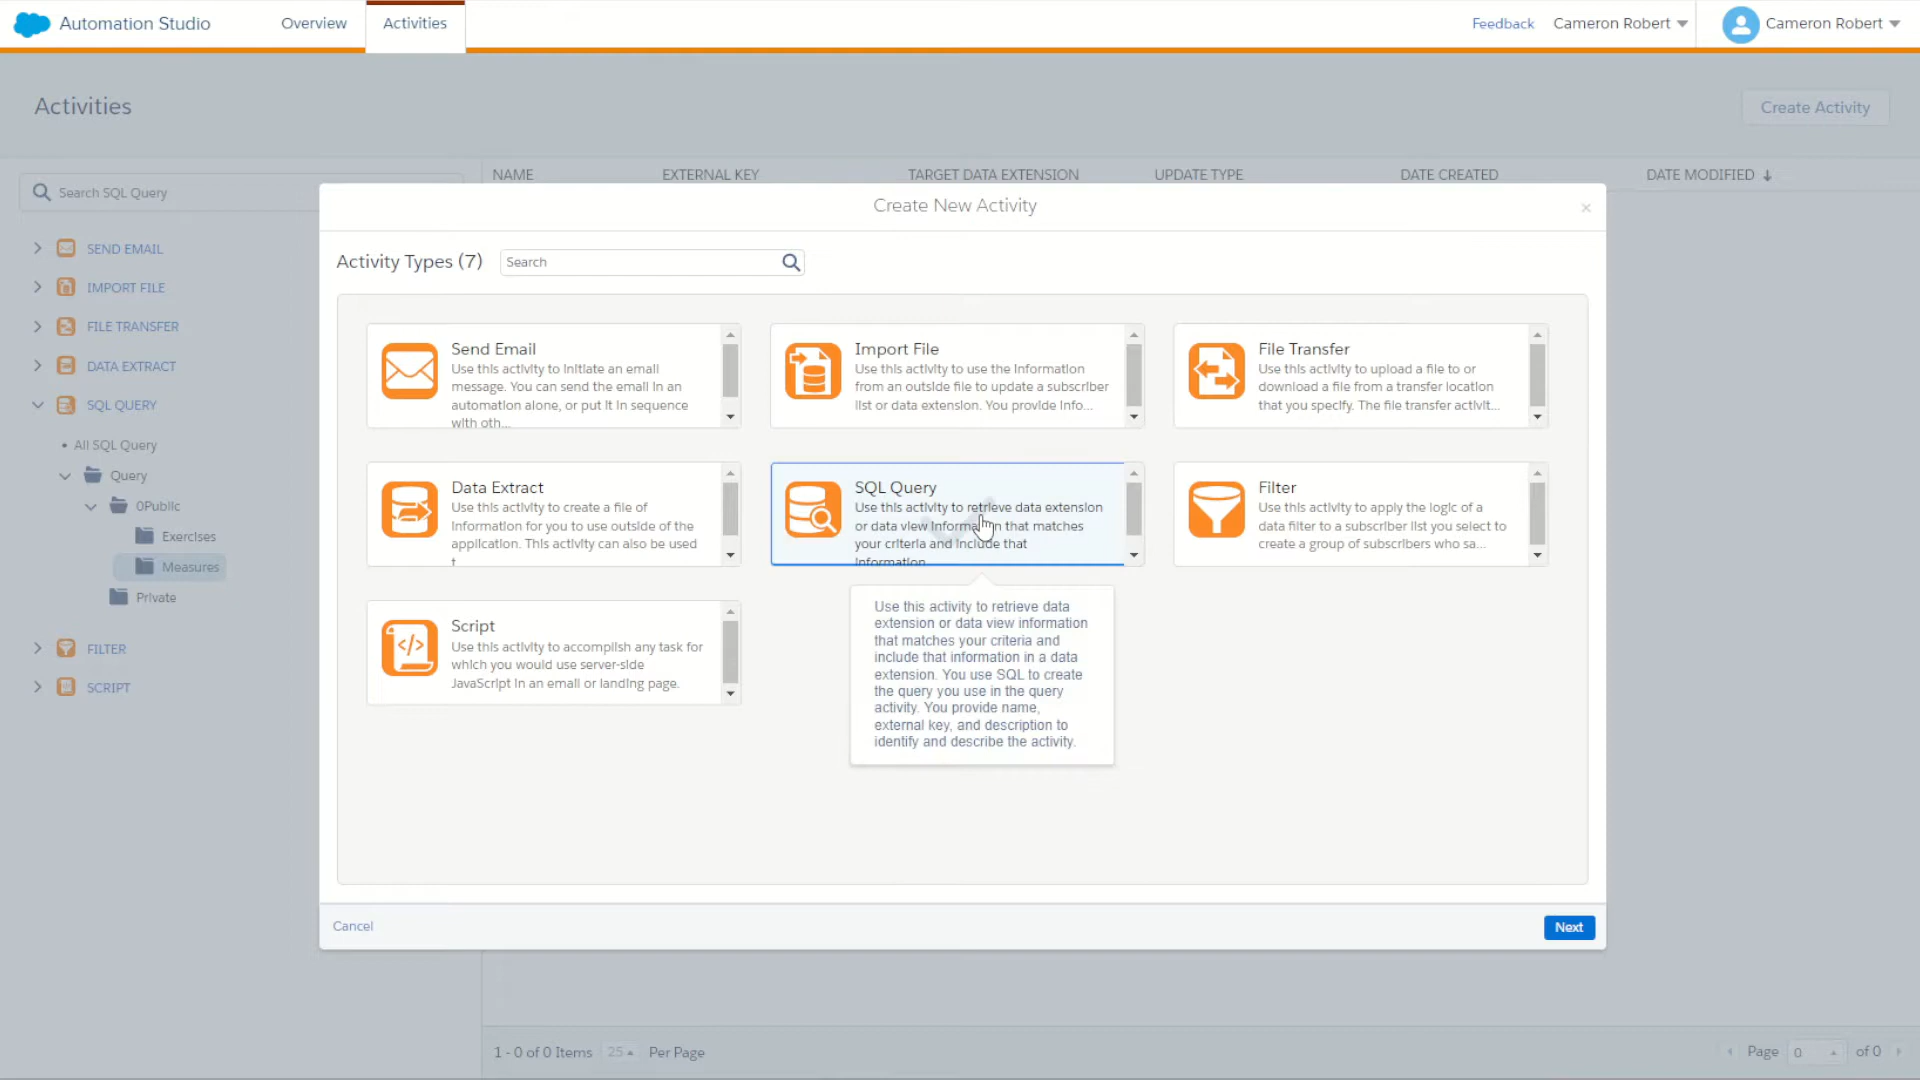 Automation Studio
Overview
Activities
Feedback
Cameron Robert
Cameron Robert
Activities
Create Activity
Search SQL Query
NAME
EXTERNAL KEY
TARGET DATA EXTENSION
UPDATE TYPE
DATE CREATED
DATE MODIFIED
SEND EMAIL
IMPORT FILE
FILE TRANSFER
DATA EXTRACT
SQL QUERY
• All SQL Query
Query
0Public
Exercises
Measures
Private
FILTER
SCRIPT
Create New Activity
×
Activity Types (7)
Search
Send Email
Use this activity to initiate an email
message. You can send the email in an
automation alone, or put it in sequence
with oth...
Import File
Use this activity to use the information
from an outside file to update a subscriber
list or data extension. You provide info...
File Transfer
Use this activity to upload a file to or
download a file from a transfer location
that you specify. The file transfer activit...
Data Extract
Use this activity to create a file of
information for you to use outside of the
application. This activity can also be used
t...
SQL Query
Use this activity to retrieve data extension
or data view information that matches
your criteria and include that
information
Filter
Use this activity to apply the logic of a
data filter to a subscriber list you select to
create a group of subscribers who sa...
Script
Use this activity to accomplish any task for
which you would use server-side
JavaScript in an email or landing page.
Use this activity to retrieve data
extension or data view information
that matches your criteria and
include that information in a data
extension. You use SQL to create
the query you use in the query
activity. You provide name,
external key, and description to
identify and describe the activity.
Cancel
Next
1 - 0 of 0 Items
25
Per Page
Page
0
of 0